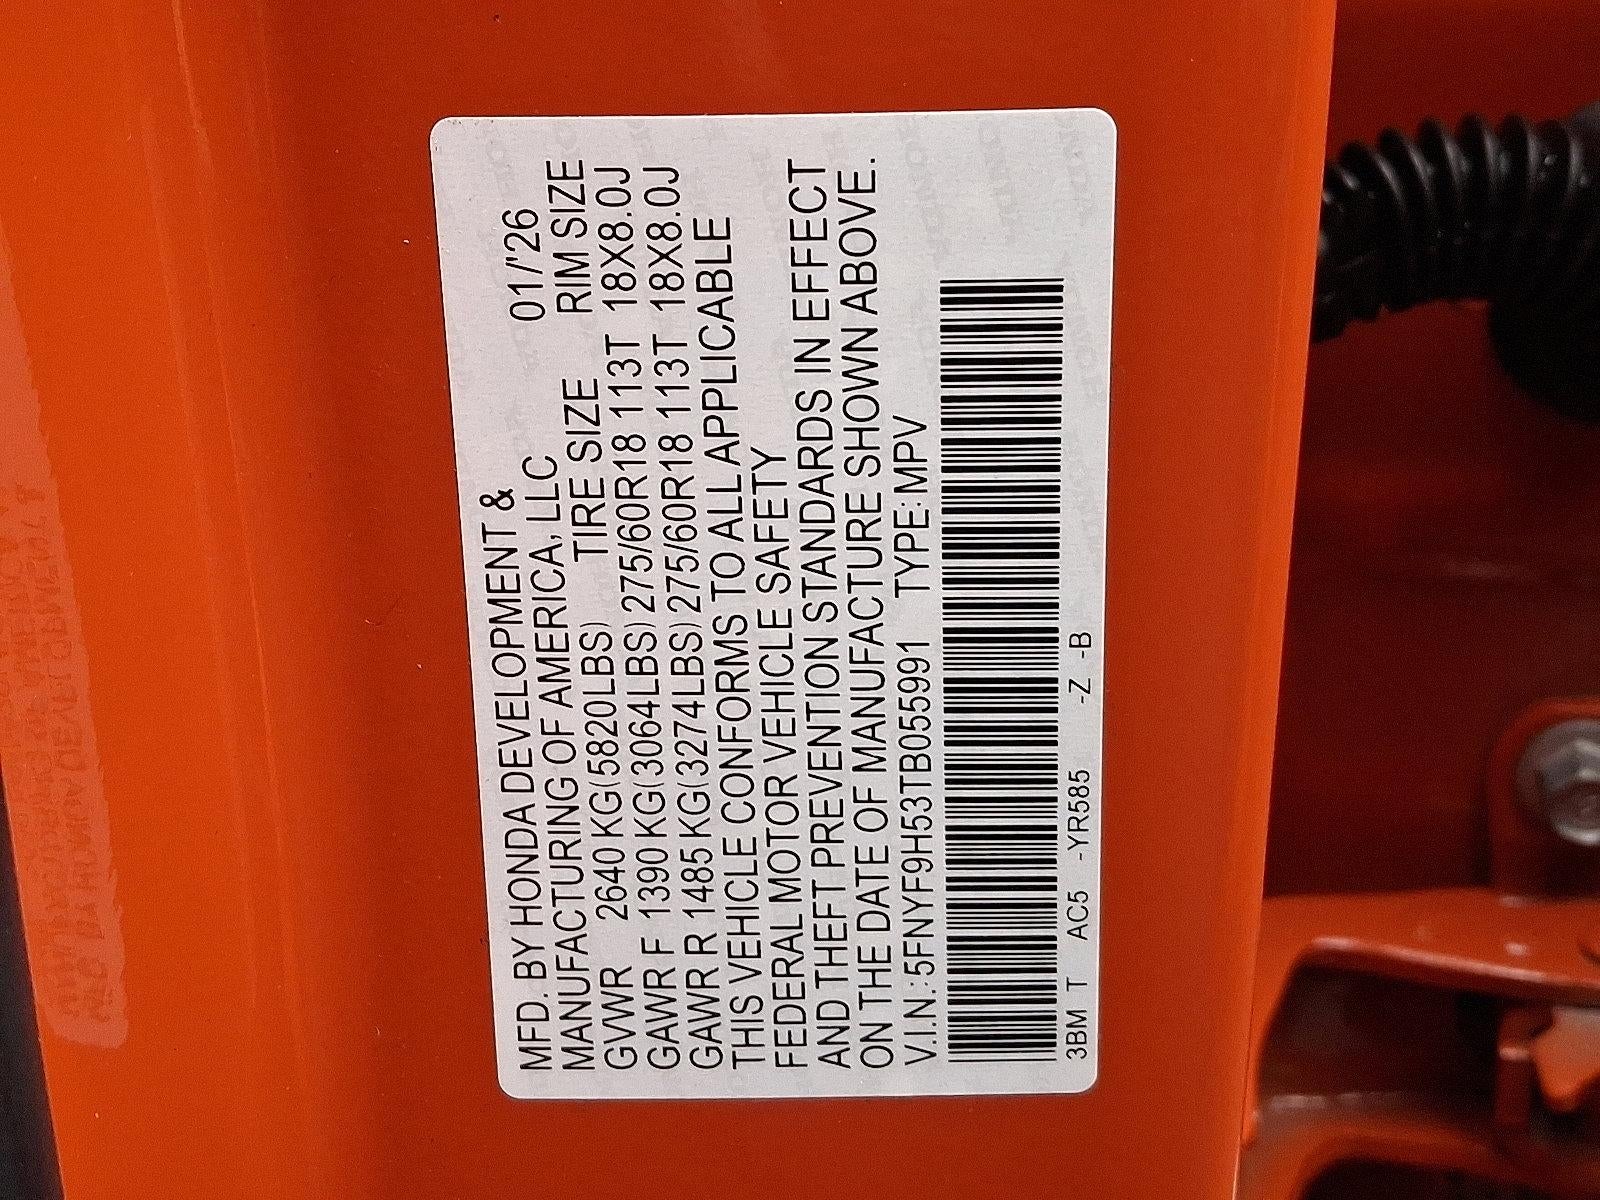 MFD. BY HONDA DEVELOPMENT &
MANUFACTURING OF AMERICA, LLC 01/'26
GVWR 2640 KG(5820LBS) TIRE SIZE RIM SIZE
GAWR F 1390 KG(3064LBS) 275/60R18 113T 18X8.0J
GAWR R 1485 KG(3274LBS) 275/60R18 113T 18X8.0J
THIS VEHICLE CONFORMS TO ALL APPLICABLE
FEDERAL MOTOR VEHICLE SAFETY
AND THEFT PREVENTION STANDARDS IN EFFECT
ON THE DATE OF MANUFACTURE SHOWN ABOVE.
V.I.N.:5FNYF9H53TB055991 TYPE:MPV
3BM T AC5 -YR585 -Z -B